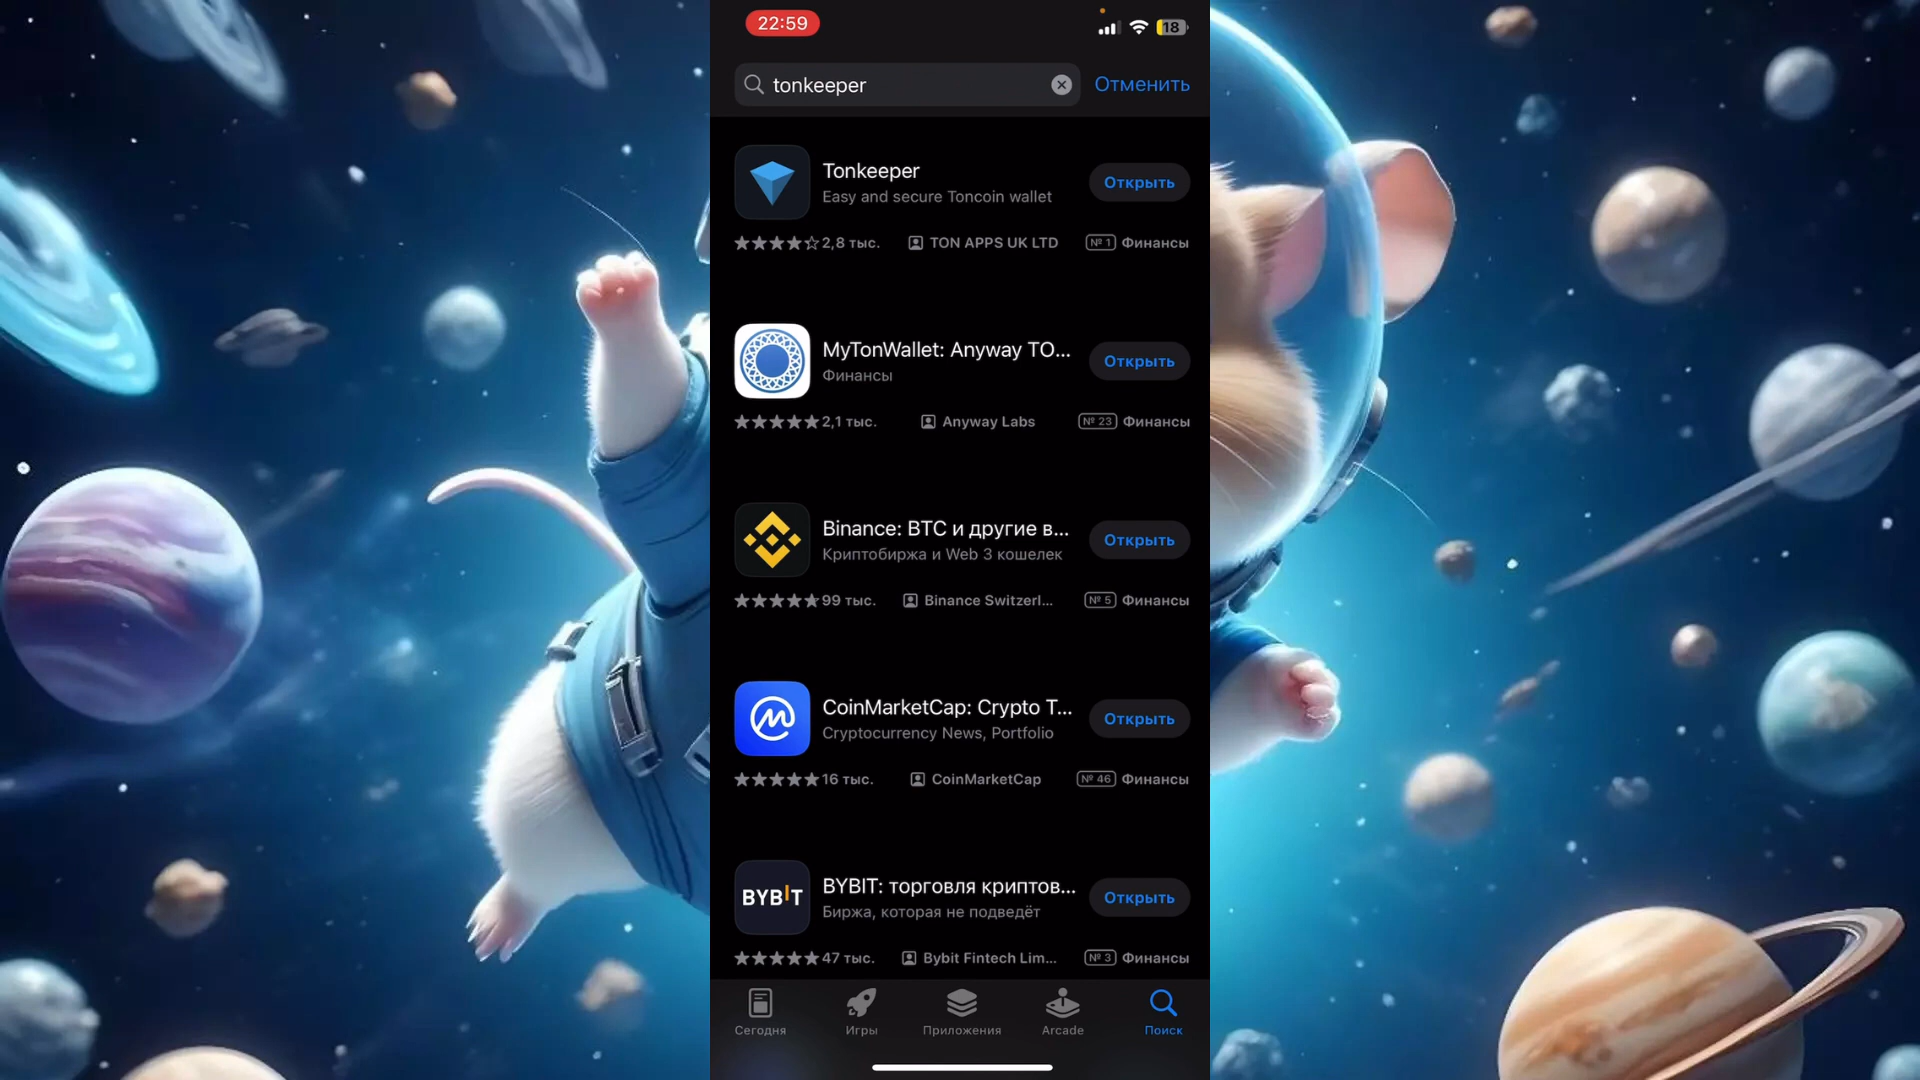 22:59
18
tonkeeper
Отменить
Tonkeeper
Easy and secure Toncoin wallet
Открыть
2,8 тыс.
TON APPS UK LTD
№ 1
Финансы
MyTonWallet: Anyway TO...
Финансы
Открыть
2,1 тыс.
Anyway Labs
№ 23
Финансы
Binance: BTC и другие в...
Криптобиржа и Web 3 кошелек
Открыть
99 тыс.
Binance Switzerl...
№ 5
Финансы
CoinMarketCap: Crypto T...
Cryptocurrency News, Portfolio
Открыть
16 тыс.
CoinMarketCap
№ 46
Финансы
BYBIT
BYBIT: торговля криптов...
Биржа, которая не подведёт
Открыть
47 тыс.
Bybit Fintech Lim...
№ 3
Финансы
Сегодня
Игры
Приложения
Arcade
Поиск